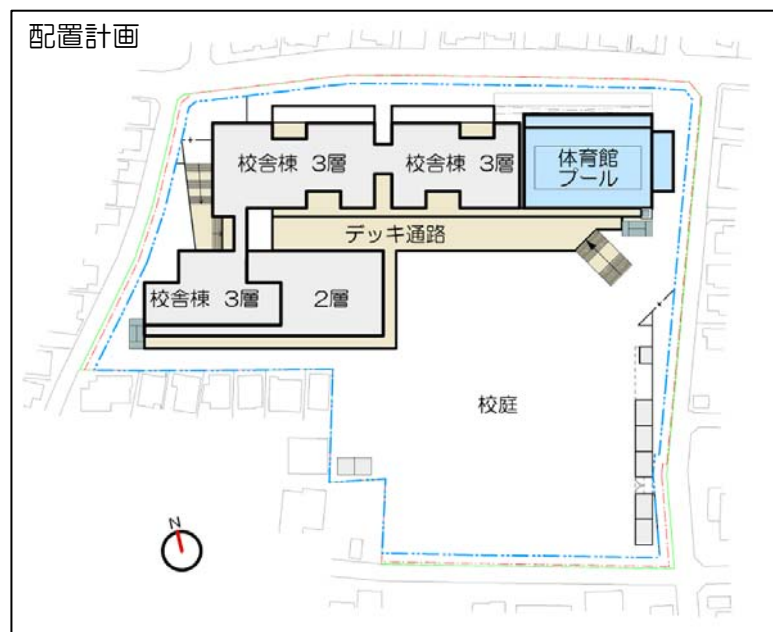 配置計画
校舎棟 3層
校舎棟 3層
体育館
プール
デッキ通路
校舎棟 3層
2層
校庭
N